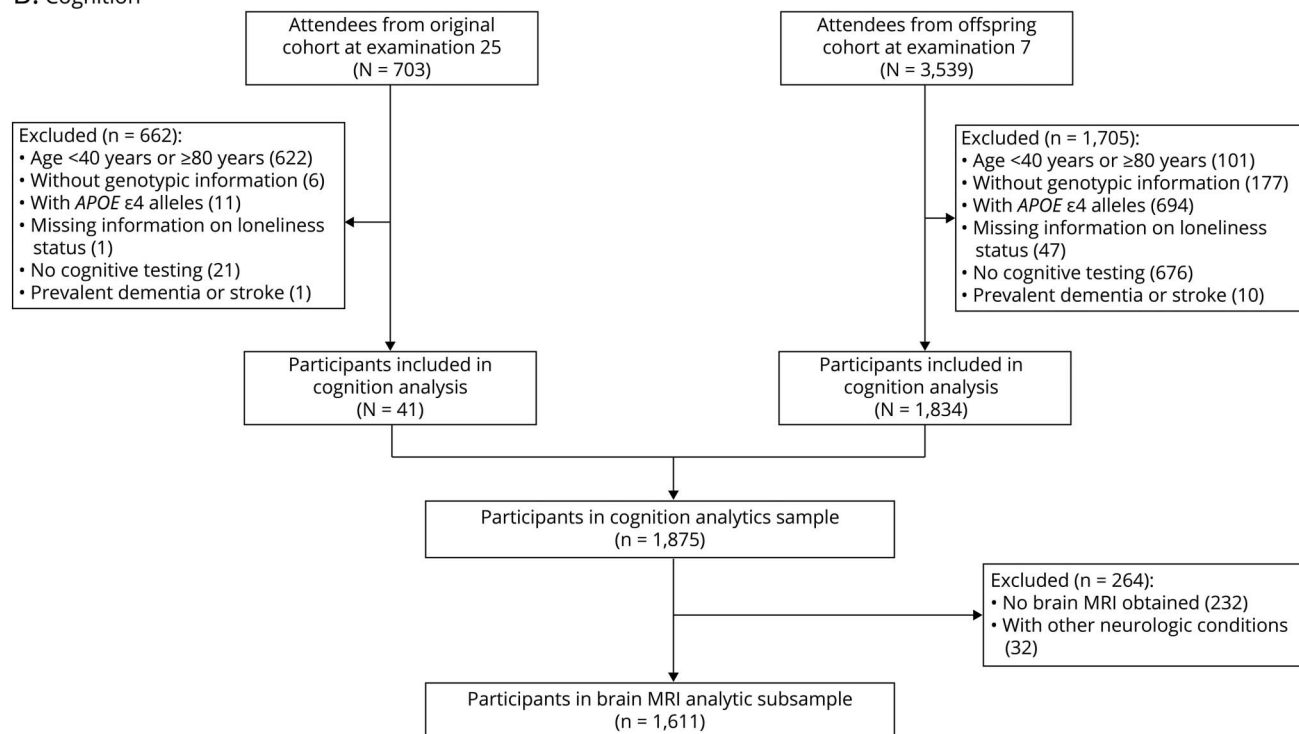 B. Cognition
Attendees from original
cohort at examination 25
(N = 703)
Attendees from offspring
cohort at examination 7
(N = 3,539)
Excluded (n = 662):
• Age <40 years or ≥80 years (622)
• Without genotypic information (6)
• With APOE ε4 alleles (11)
• Missing information on loneliness
status (1)
• No cognitive testing (21)
• Prevalent dementia or stroke (1)
Excluded (n = 1,705):
• Age <40 years or ≥80 years (101)
• Without genotypic information (177)
• With APOE ε4 alleles (694)
• Missing information on loneliness
status (47)
• No cognitive testing (676)
• Prevalent dementia or stroke (10)
Participants included in
cognition analysis
(N = 41)
Participants included in
cognition analysis
(N = 1,834)
Participants in cognition analytics sample
(n = 1,875)
Excluded (n = 264):
• No brain MRI obtained (232)
• With other neurologic conditions
(32)
Participants in brain MRI analytic subsample
(n = 1,611)